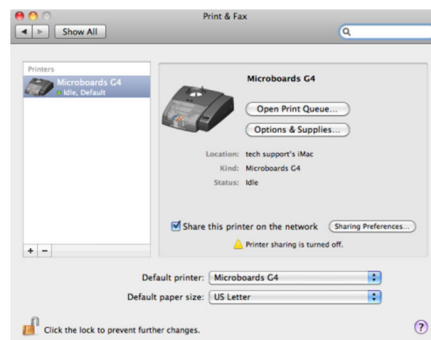 Print & Fax
Show All
Printers
Microboards G4
Idle, Default
Microboards G4
Open Print Queue...
Options & Supplies...
Location: tech support's iMac
Kind: Microboards G4
Status: Idle
Share this printer on the network
Sharing Preferences...
Printer sharing is turned off.
+ −
Default printer: Microboards G4
Default paper size: US Letter
Click the lock to prevent further changes.
?